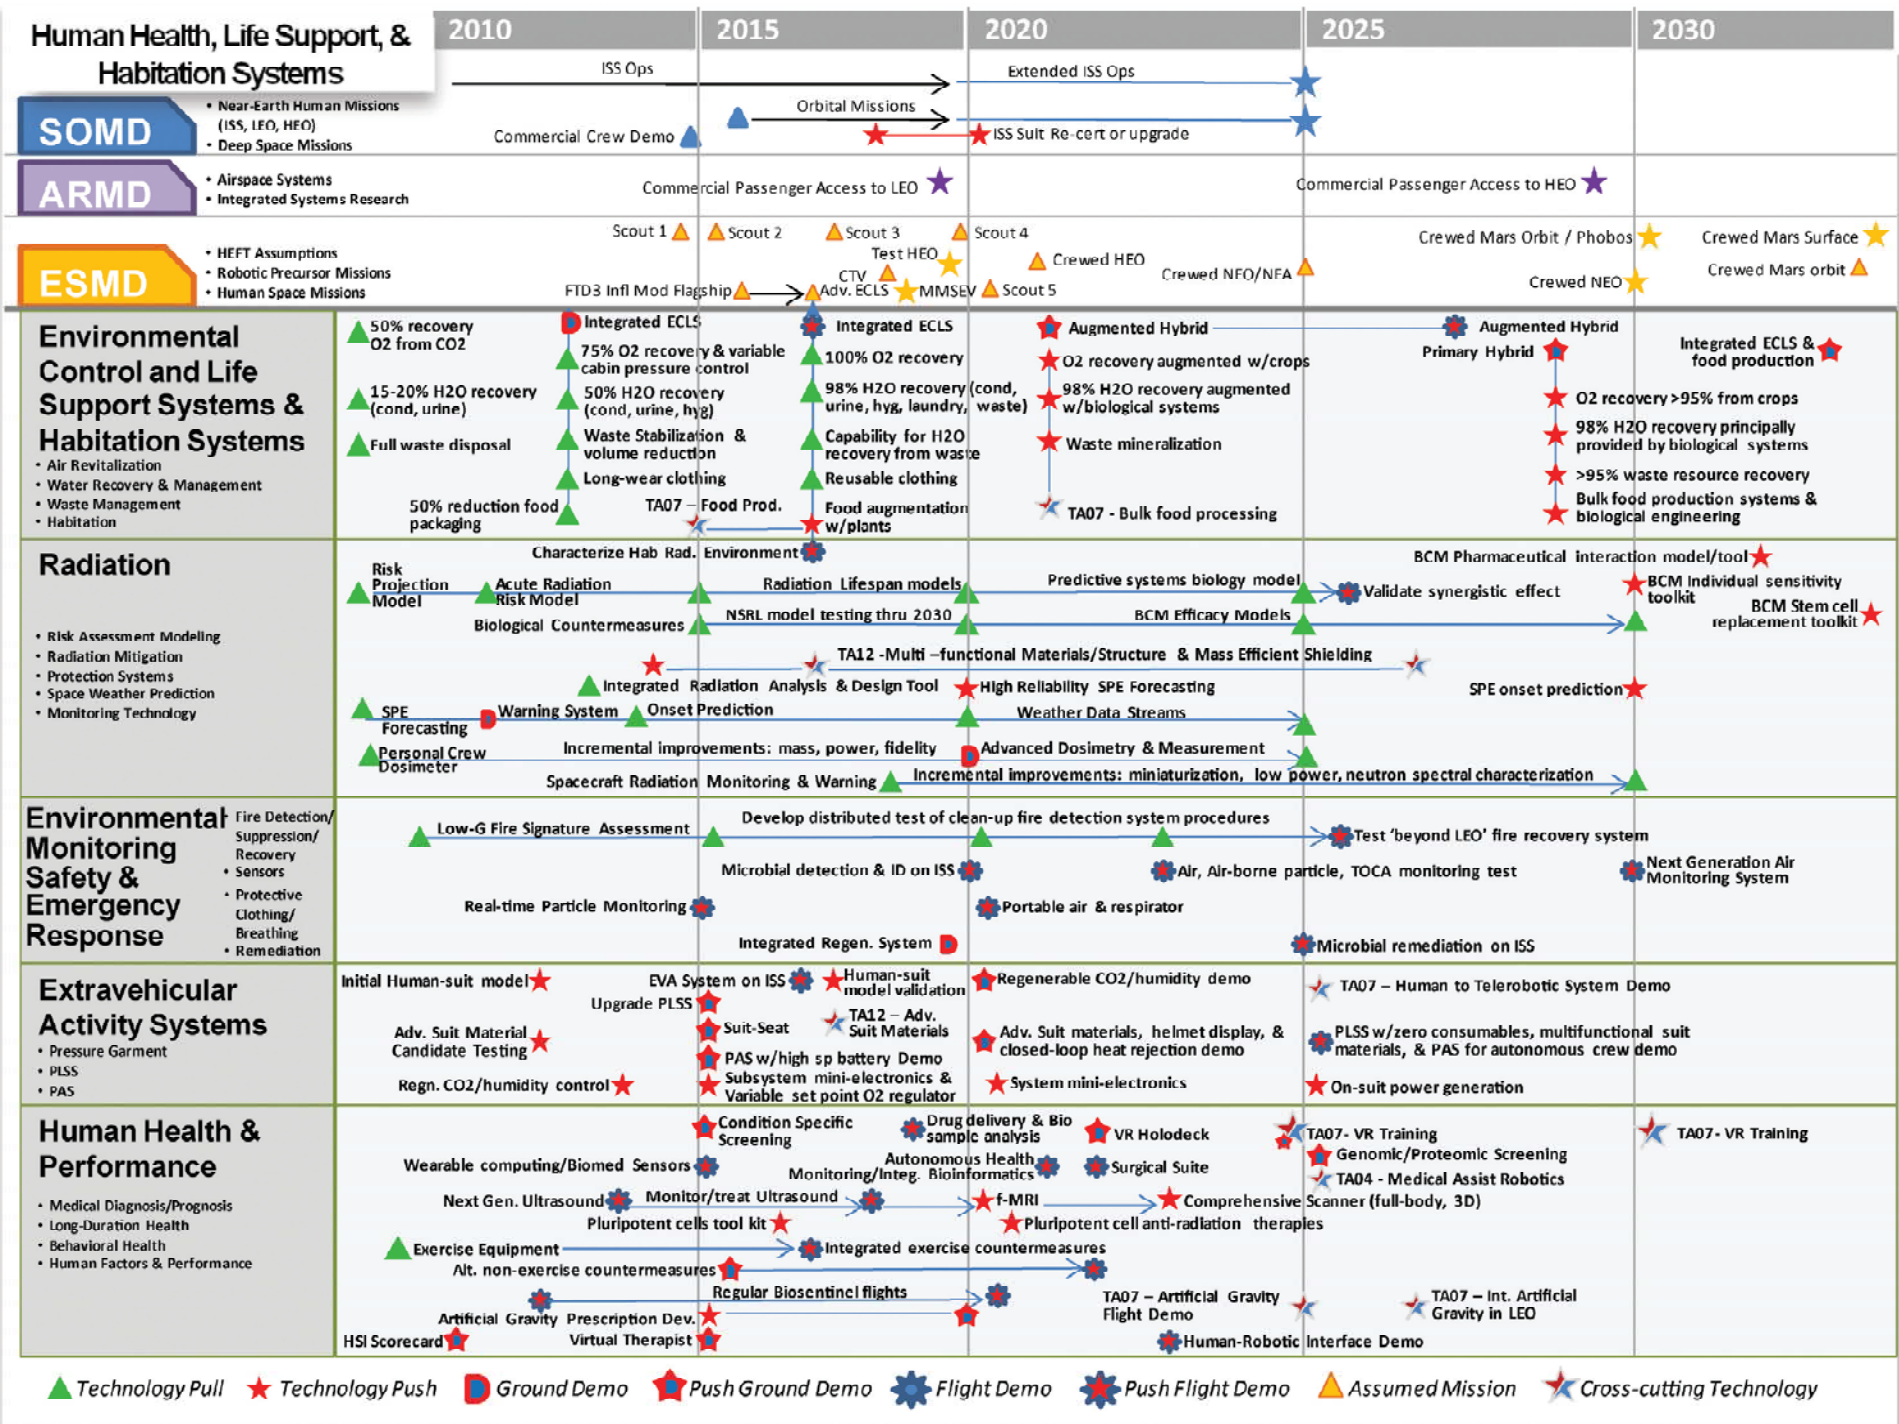 Human Health, Life Support, &
Habitation Systems
2010
2015
2020
2025
2030
SOMD
• Near-Earth Human Missions
(ISS, LEO, HEO)
• Deep Space Missions
ISS Ops
Extended ISS Ops
Orbital Missions
Commercial Crew Demo
ISS Suit Re-cert or upgrade
ARMD
• Airspace Systems
• Integrated Systems Research
Commercial Passenger Access to LEO
Commercial Passenger Access to HEO
ESMD
• HEFT Assumptions
• Robotic Precursor Missions
• Human Space Missions
Scout 1
Scout 2
Scout 3
Scout 4
Test HEO
CTV
Crewed HEO
Crewed NEO/NEA
Crewed Mars Orbit / Phobos
Crewed Mars Surface
Crewed Mars orbit
Crewed NEO
FTD3 Infl Mod Flagship
Adv. ECLS
MMSEV
Scout 5
Environmental
Control and Life
Support Systems &
Habitation Systems
• Air Revitalization
• Water Recovery & Management
• Waste Management
• Habitation
50% recovery
O2 from CO2
15-20% H2O recovery
(cond, urine)
Full waste disposal
50% reduction food
packaging
Integrated ECLS
75% O2 recovery & variable
cabin pressure control
50% H2O recovery
(cond, urine, hyg)
Waste Stabilization &
volume reduction
Long-wear clothing
TA07 – Food Prod.
Integrated ECLS
100% O2 recovery
98% H2O recovery (cond,
urine, hyg, laundry, waste)
Capability for H2O
recovery from waste
Reusable clothing
Food augmentation
w/plants
Augmented Hybrid
O2 recovery augmented w/crops
98% H2O recovery augmented
w/biological systems
Waste mineralization
TA07 - Bulk food processing
Augmented Hybrid
Primary Hybrid
Integrated ECLS &
food production
O2 recovery >95% from crops
98% H2O recovery principally
provided by biological systems
>95% waste resource recovery
Bulk food production systems &
biological engineering
Radiation
• Risk Assessment Modeling
• Radiation Mitigation
• Protection Systems
• Space Weather Prediction
• Monitoring Technology
Characterize Hab Rad. Environment
BCM Pharmaceutical interaction model/tool
Risk
Projection
Model
Acute Radiation
Risk Model
Radiation Lifespan models
Predictive systems biology model
Validate synergistic effect
BCM Individual sensitivity
toolkit
BCM Stem cell
replacement toolkit
Biological Countermeasures
NSRL model testing thru 2030
BCM Efficacy Models
TA12 -Multi –functional Materials/Structure & Mass Efficient Shielding
Integrated Radiation Analysis & Design Tool
High Reliability SPE Forecasting
SPE onset prediction
SPE
Forecasting
Warning System
Onset Prediction
Weather Data Streams
Personal Crew
Dosimeter
Incremental improvements: mass, power, fidelity
Advanced Dosimetry & Measurement
Spacecraft Radiation Monitoring & Warning
Incremental improvements: miniaturization, low power, neutron spectral characterization
Environmental
Monitoring
Safety &
Emergency
Response
Fire Detection/
Suppression/
Recovery
• Sensors
• Protective
Clothing/
Breathing
• Remediation
Low-G Fire Signature Assessment
Develop distributed test of clean-up fire detection system procedures
Test ‘beyond LEO’ fire recovery system
Microbial detection & ID on ISS
Air, Air-borne particle, TOCA monitoring test
Next Generation Air
Monitoring System
Real-time Particle Monitoring
Portable air & respirator
Integrated Regen. System
Microbial remediation on ISS
Extravehicular
Activity Systems
• Pressure Garment
• PLSS
• PAS
Initial Human-suit model
Adv. Suit Material
Candidate Testing
Regn. CO2/humidity control
EVA System on ISS
Human-suit
model validation
Upgrade PLSS
Suit-Seat
TA12 – Adv.
Suit Materials
PAS w/high sp battery Demo
Subsystem mini-electronics &
Variable set point O2 regulator
Regenerable CO2/humidity demo
Adv. Suit materials, helmet display, &
closed-loop heat rejection demo
System mini-electronics
TA07 – Human to Telerobotic System Demo
PLSS w/zero consumables, multifunctional suit
materials, & PAS for autonomous crew demo
On-suit power generation
Human Health &
Performance
• Medical Diagnosis/Prognosis
• Long-Duration Health
• Behavioral Health
• Human Factors & Performance
Condition Specific
Screening
Drug delivery & Bio
sample analysis
VR Holodeck
TA07- VR Training
TA07- VR Training
Wearable computing/Biomed Sensors
Autonomous Health
Monitoring/Integ. Bioinformatics
Surgical Suite
Genomic/Proteomic Screening
TA04 - Medical Assist Robotics
Next Gen. Ultrasound
Monitor/treat Ultrasound
f-MRI
Comprehensive Scanner (full-body, 3D)
Pluripotent cells tool kit
Pluripotent cell anti-radiation therapies
Exercise Equipment
Integrated exercise countermeasures
Alt. non-exercise countermeasures
Regular Biosentinel flights
Artificial Gravity Prescription Dev.
TA07 – Artificial Gravity
Flight Demo
TA07 – Int. Artificial
Gravity in LEO
HSI Scorecard
Virtual Therapist
Human-Robotic Interface Demo
Technology Pull
Technology Push
Ground Demo
Push Ground Demo
Flight Demo
Push Flight Demo
Assumed Mission
Cross-cutting Technology